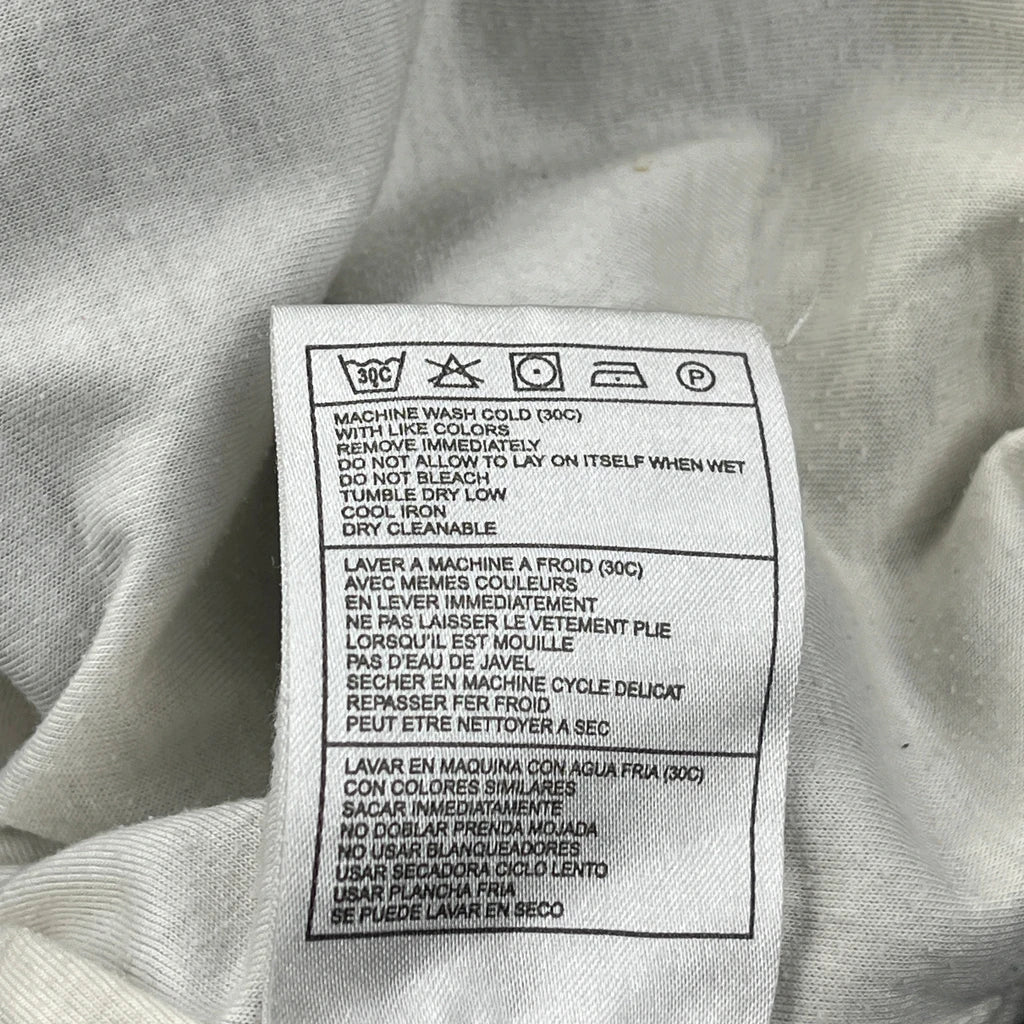 30C P
MACHINE WASH COLD (30C)
WITH LIKE COLORS
REMOVE IMMEDIATELY
DO NOT ALLOW TO LAY ON ITSELF WHEN WET
DO NOT BLEACH
TUMBLE DRY LOW
COOL IRON
DRY CLEANABLE
LAVER A MACHINE A FROID (30C)
AVEC MEMES COULEURS
EN LEVER IMMEDIATEMENT
NE PAS LAISSER LE VETEMENT PLIE
LORSQU'IL EST MOUILLE
PAS D'EAU DE JAVEL
SECHER EN MACHINE CYCLE DELICAT
REPASSER FER FROID
PEUT ETRE NETTOYER A SEC
LAVAR EN MAQUINA CON AGUA FRIA (30C)
CON COLORES SIMILARES
SACAR INMEDIATAMENTE
NO DOBLAR PRENDA MOJADA
NO USAR BLANQUEADORES
USAR SECADORA CICLO LENTO
USAR PLANCHA FRIA
SE PUEDE LAVAR EN SECO